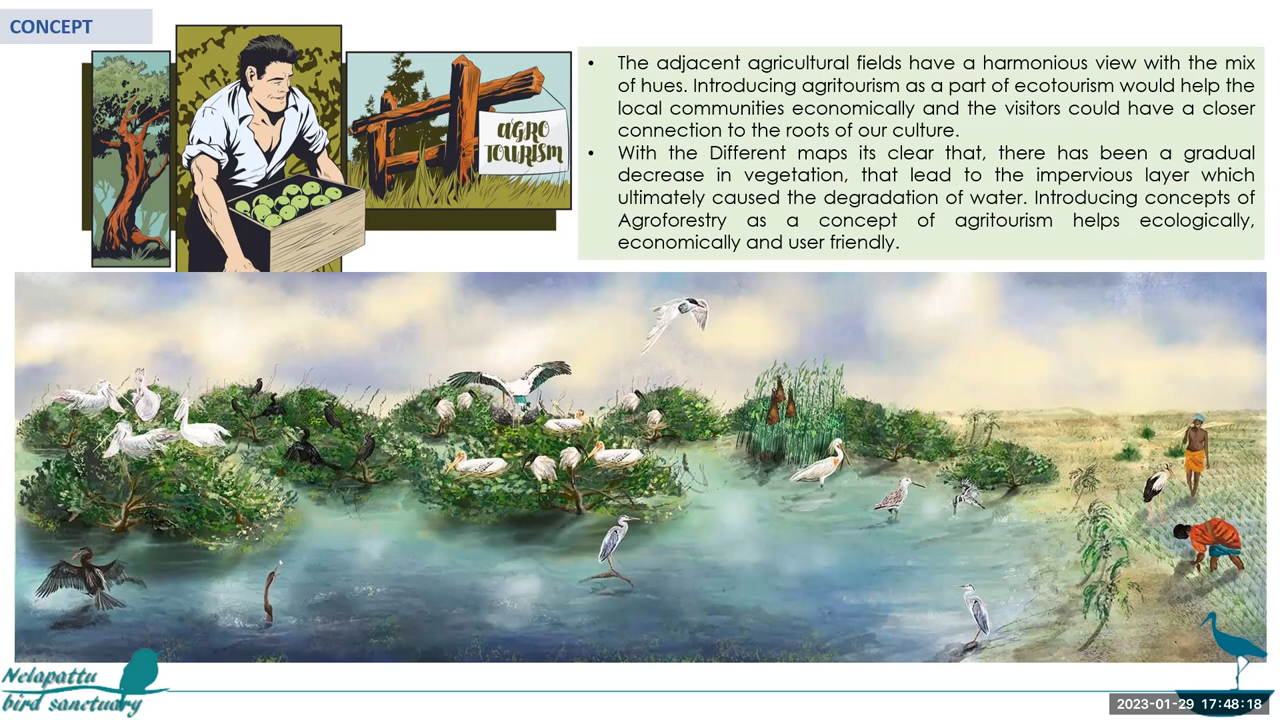 CONCEPT
AGRO
TOURISM
• The adjacent agricultural fields have a harmonious view with the mix
of hues. Introducing agritourism as a part of ecotourism would help the
local communities economically and the visitors could have a closer
connection to the roots of our culture.
• With the Different maps its clear that, there has been a gradual
decrease in vegetation, that lead to the impervious layer which
ultimately caused the degradation of water. Introducing concepts of
Agroforestry as a concept of agritourism helps ecologically,
economically and user friendly.
Nelapattu
bird sanctuary
2023-01-29 17:48:18